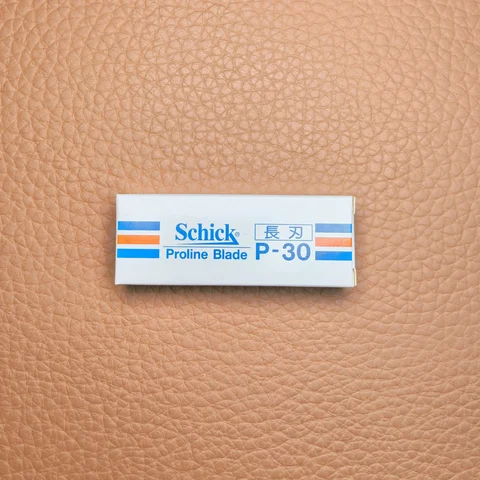 Schick®
Proline Blade
長刃
P-30